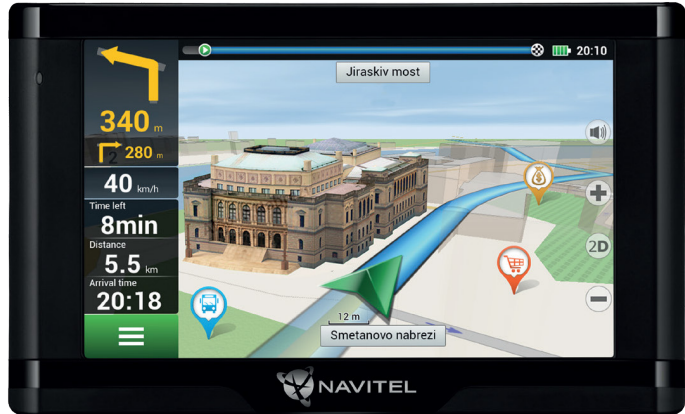 20:10
Jiraskiv most
340 m
2
280 m
40 km/h
Time left
8min
Distance
5.5 km
Arrival time
20:18
2D
12 m
Smetanovo nabrezi
NAVITEL